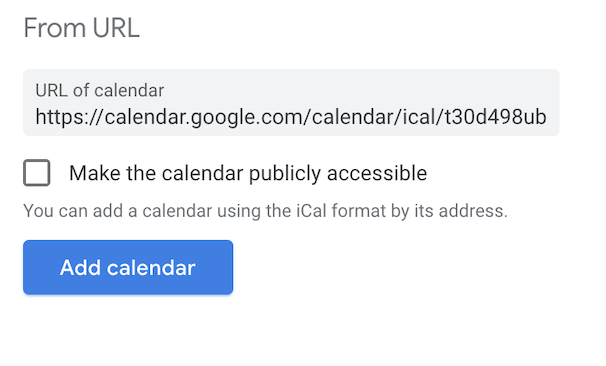 From URL
URL of calendar
https://calendar.google.com/calendar/ical/t30d498ub
Make the calendar publicly accessible
You can add a calendar using the iCal format by its address.
Add calendar